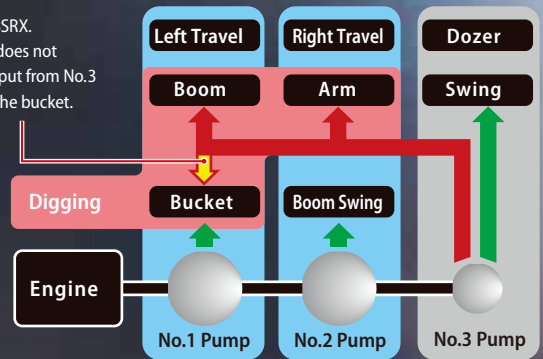 SRX.
does not
put from No.3
he bucket.
Left Travel
Right Travel
Dozer
Boom
Arm
Swing
Digging
Bucket
Boom Swing
Engine
No.1 Pump
No.2 Pump
No.3 Pump